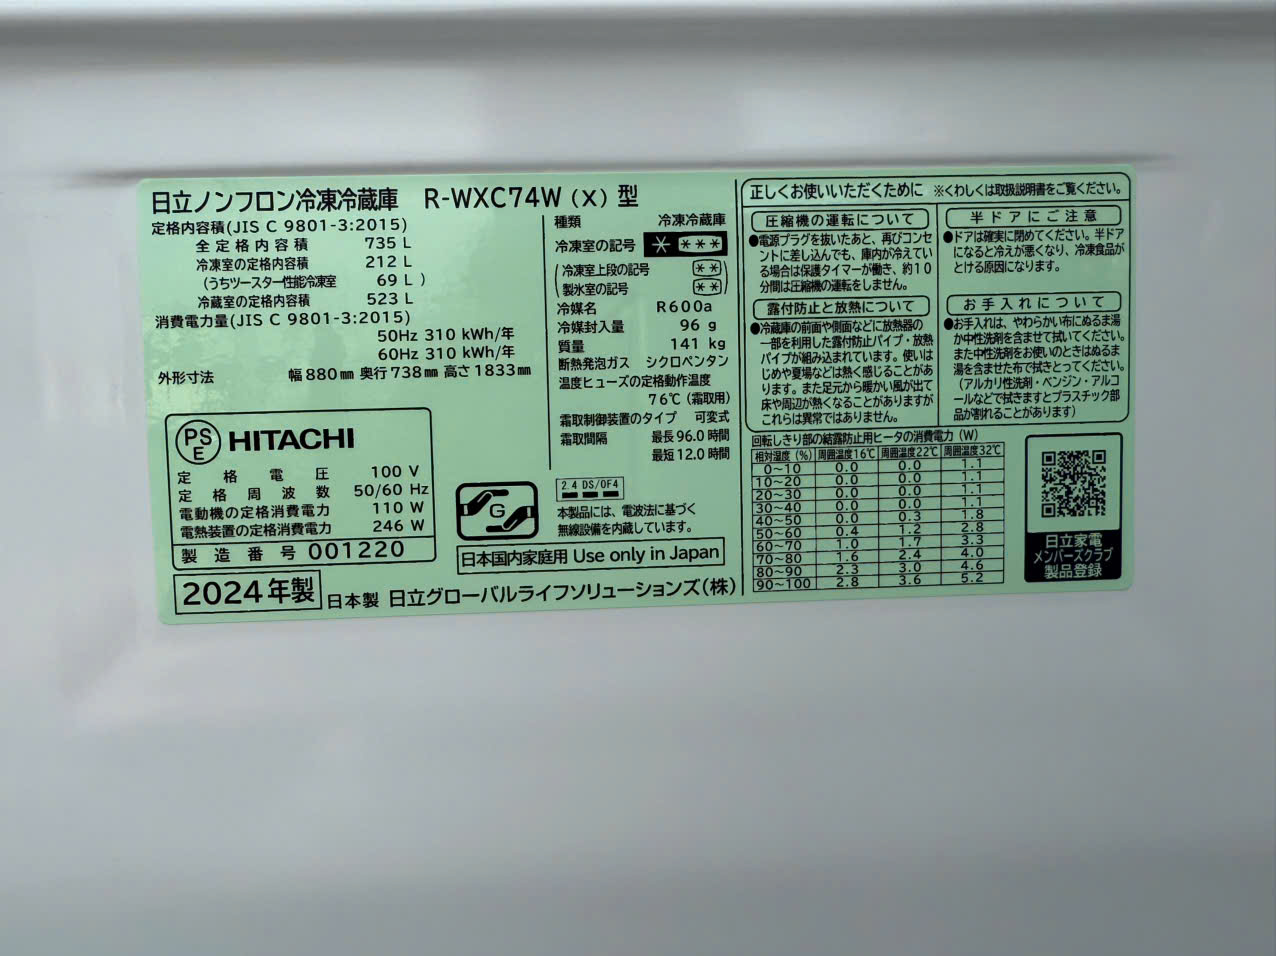 日立ノンフロン冷凍冷蔵庫 R-WXC74W (X) 型
定格内容積(JIS C 9801-3:2015)
全定格内容積 735 L
冷凍室の定格内容積 212 L
(うちツースター性能冷凍室 69 L )
冷蔵室の定格内容積 523 L
消費電力量(JIS C 9801-3:2015)
50Hz 310 kWh/年
60Hz 310 kWh/年
外形寸法 幅880mm 奥行738mm 高さ1833mm
PS
E
HITACHI
定格電圧 100 V
定格周波数 50/60 Hz
電動機の定格消費電力 110 W
電熱装置の定格消費電力 246 W
製造番号 001220
2024年製
日本製 日立グローバルライフソリューションズ(株)
種類 冷凍冷蔵庫
冷凍室の記号 * ***
(冷凍室上段の記号 (**)
製氷室の記号 (**)
冷媒名 R600a
冷媒封入量 96 g
質量 141 kg
断熱発泡ガス シクロペンタン
温度ヒューズの定格動作温度
76℃(霜取用)
霜取制御装置のタイプ 可変式
霜取間隔 最長96.0時間
最短12.0時間
G
2.4 DS/OF4
本製品には、電波法に基づく
無線設備を内蔵しています。
日本国内家庭用 Use only in Japan
正しくお使いいただくために ※くわしくは取扱説明書をご覧ください。
圧縮機の運転について
●電源プラグを抜いたあと、再びコンセ
ントに差し込んでも、庫内が冷えてい
る場合は保護タイマーが働き、約10
分間は圧縮機の運転をしません。
露付防止と放熱について
●冷蔵庫の前面や側面などに放熱器の
一部を利用した露付防止パイプ・放熱
パイプが組み込まれています。使いは
じめや夏場などは熱く感じることがあ
ります。また足元から暖かい風が出て
床や周辺が熱くなることがありますが
これらは異常ではありません。
半ドアにご注意
●ドアは確実に閉めてください。半ドア
になると冷えが悪くなり、冷凍食品が
とける原因になります。
お手入れについて
●お手入れは、やわらかい布にぬるま湯
か中性洗剤を含ませて拭いてください。
また中性洗剤をお使いのときはぬるま
湯を含ませた布で拭きとってください。
(アルカリ性洗剤・ベンジン・アルコ
ールなどで拭きますとプラスチック部
品が割れることがあります)
回転しきり部の結露防止用ヒータの消費電力(W)
相対湿度(%) 周囲温度16℃ 周囲温度22℃ 周囲温度32℃
0~10 0.0 0.0 1.1
10~20 0.0 0.0 1.1
20~30 0.0 0.0 1.1
30~40 0.0 0.0 1.1
40~50 0.0 0.3 1.8
50~60 0.4 1.2 2.8
60~70 1.0 1.7 3.3
70~80 1.6 2.4 4.0
80~90 2.3 3.0 4.6
90~100 2.8 3.6 5.2
日立家電
メンバーズクラブ
製品登録